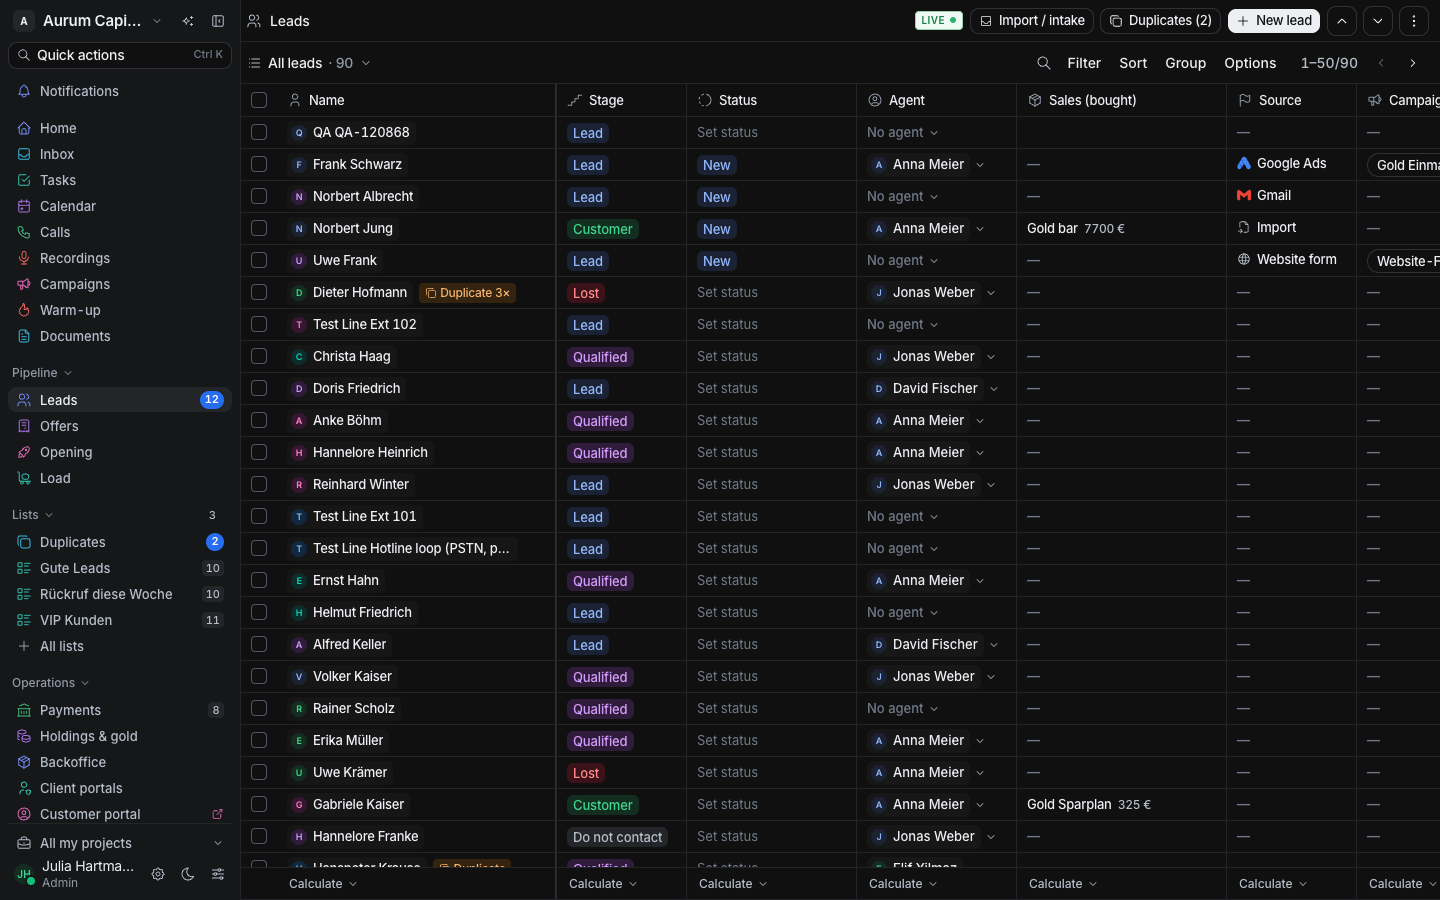 A Aurum Capi...
Quick actions Ctrl K
Notifications
Home
Inbox
Tasks
Calendar
Calls
Recordings
Campaigns
Warm-up
Documents
Pipeline
Leads 12
Offers
Opening
Load
Lists 3
Duplicates 2
Gute Leads 10
Rückruf diese Woche 10
VIP Kunden 11
All lists
Operations
Payments 8
Holdings & gold
Backoffice
Client portals
Customer portal
All my projects
JH Julia Hartma...
Admin
Leads LIVE Import / intake Duplicates (2) New lead
All leads · 90 Filter Sort Group Options 1–50/90
Name Stage Status Agent Sales (bought) Source Campaig
Q QA QA-120868 Lead Set status No agent — —
F Frank Schwarz Lead New A Anna Meier — Google Ads Gold Einma
N Norbert Albrecht Lead New No agent — Gmail —
N Norbert Jung Customer New A Anna Meier Gold bar 7700 € Import —
U Uwe Frank Lead New No agent — Website form Website-F
D Dieter Hofmann Duplicate 3× Lost Set status J Jonas Weber — — —
T Test Line Ext 102 Lead Set status No agent — — —
C Christa Haag Qualified Set status J Jonas Weber — — —
D Doris Friedrich Lead Set status D David Fischer — — —
A Anke Böhm Qualified Set status A Anna Meier — — —
H Hannelore Heinrich Qualified Set status A Anna Meier — — —
R Reinhard Winter Lead Set status J Jonas Weber — — —
T Test Line Ext 101 Lead Set status No agent — — —
T Test Line Hotline loop (PSTN, p... Lead Set status No agent — — —
E Ernst Hahn Qualified Set status A Anna Meier — — —
H Helmut Friedrich Lead Set status No agent — — —
A Alfred Keller Lead Set status D David Fischer — — —
V Volker Kaiser Qualified Set status J Jonas Weber — — —
R Rainer Scholz Qualified Set status No agent — — —
E Erika Müller Qualified Set status A Anna Meier — — —
U Uwe Krämer Lost Set status A Anna Meier — — —
G Gabriele Kaiser Customer Set status A Anna Meier Gold Sparplan 325 € — —
H Hannelore Franke Do not contact Set status J Jonas Weber — — —
Duplicate Qualified Set status Elif Yilmaz
Calculate Calculate Calculate Calculate Calculate Calculate Calculate